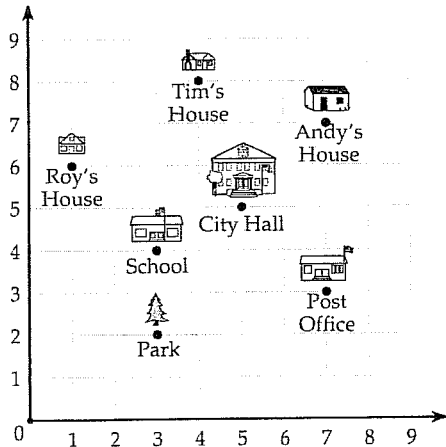 9
8
Tim's
House
7
Andy's
House
6
Roy's
House
5
City Hall
4
School
3
Post
Office
2
Park
1
0
1 2 3 4 5 6 7 8 9